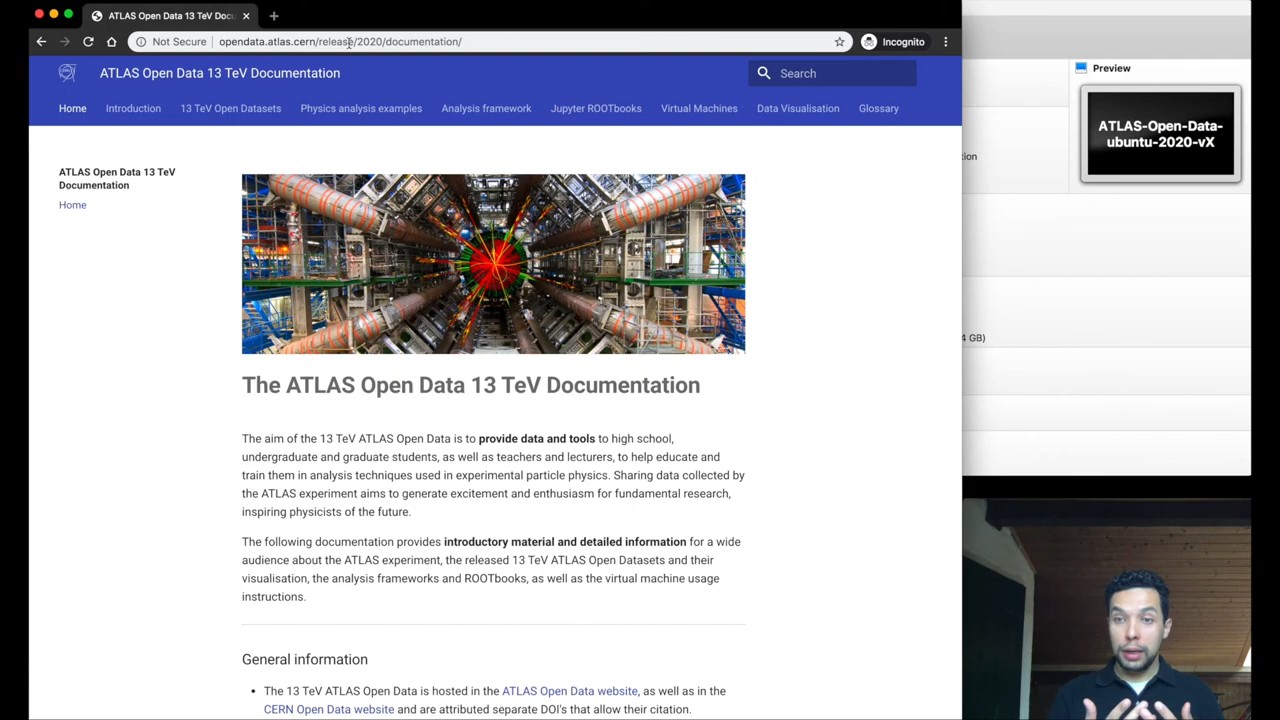 ATLAS Open Data 13 TeV Docu
Not Secure opendata.atlas.cern/release/2020/documentation/
Incognito
ATLAS Open Data 13 TeV Documentation
Search
Home Introduction 13 TeV Open Datasets Physics analysis examples Analysis framework Jupyter ROOTbooks Virtual Machines Data Visualisation Glossary
ATLAS Open Data 13 TeV
Documentation
Home
The ATLAS Open Data 13 TeV Documentation
The aim of the 13 TeV ATLAS Open Data is to provide data and tools to high school,
undergraduate and graduate students, as well as teachers and lecturers, to help educate and
train them in analysis techniques used in experimental particle physics. Sharing data collected by
the ATLAS experiment aims to generate excitement and enthusiasm for fundamental research,
inspiring physicists of the future.
The following documentation provides introductory material and detailed information for a wide
audience about the ATLAS experiment, the released 13 TeV ATLAS Open Datasets and their
visualisation, the analysis frameworks and ROOTbooks, as well as the virtual machine usage
instructions.
General information
• The 13 TeV ATLAS Open Data is hosted in the ATLAS Open Data website, as well as in the
CERN Open Data website and are attributed separate DOI's that allow their citation.
Preview
ATLAS-Open-Data-
ubuntu-2020-vX
tion
4 GB)